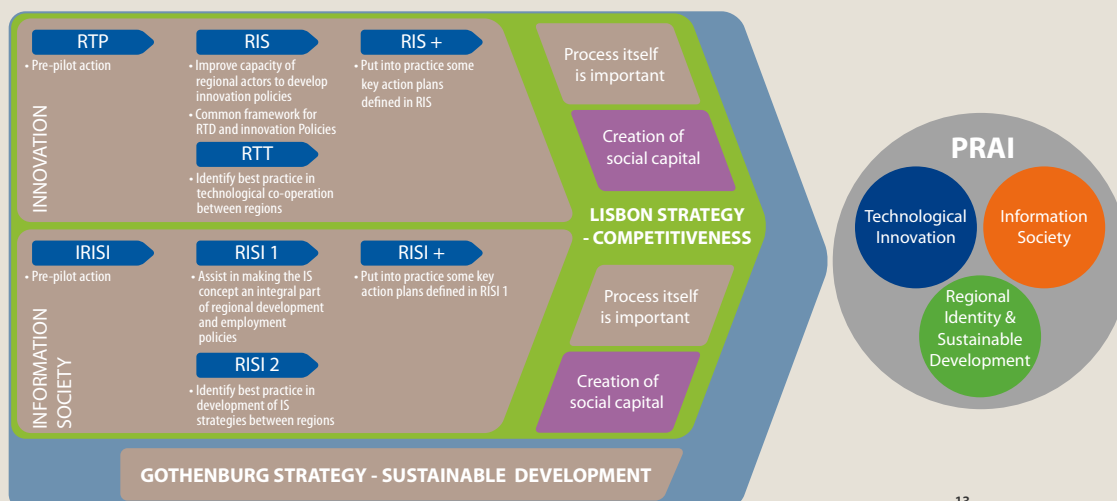 RTP
• Pre-pilot action
RIS
• Improve capacity of
regional actors to develop
innovation policies
• Common framework for
RTD and innovation Policies
RTT
• Identify best practice in
technological co-operation
between regions
RIS +
• Put into practice some
key action plans
defined in RIS
INNOVATION
Process itself
is important
Creation of
social capital
LISBON STRATEGY
- COMPETITIVENESS
IRISI
• Pre-pilot action
RISI 1
• Assist in making the IS
concept an integral part
of regional development
and employment
policies
RISI 2
• Identify best practice in
development of IS
strategies between regions
RISI +
• Put into practice some key
action plans defined in RISI 1
INFORMATION
SOCIETY
Process itself
is important
Creation of
social capital
GOTHENBURG STRATEGY - SUSTAINABLE DEVELOPMENT
PRAI
Technological
Innovation
Information
Society
Regional
Identity &
Sustainable
Development
13